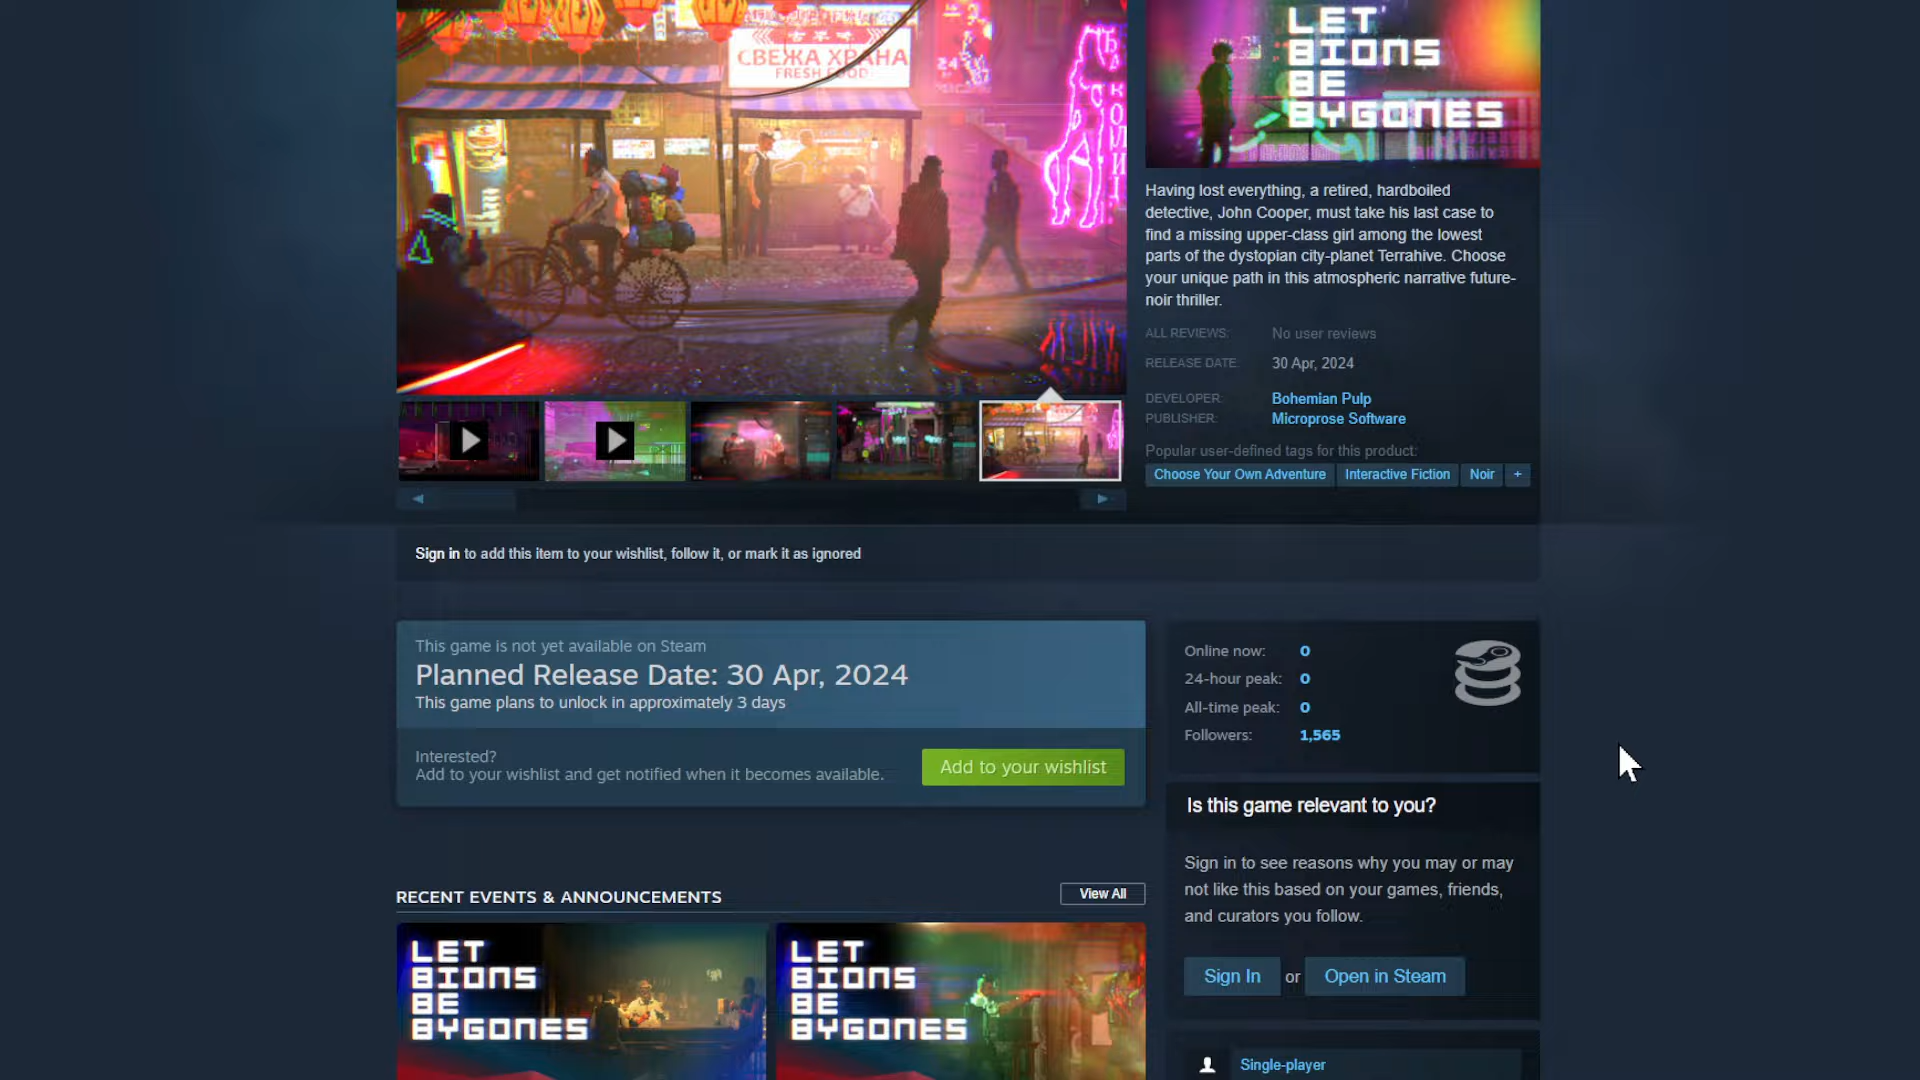 СВЕЖА ХРАНА
FRESH FOOD
24
LET
BIONS
BE
BYGONES
Having lost everything, a retired, hardboiled
detective, John Cooper, must take his last case to
find a missing upper-class girl among the lowest
parts of the dystopian city-planet Terrahive. Choose
your unique path in this atmospheric narrative future-
noir thriller.
ALL REVIEWS: No user reviews
RELEASE DATE: 30 Apr, 2024
DEVELOPER: Bohemian Pulp
PUBLISHER: Microprose Software
Popular user-defined tags for this product:
Choose Your Own Adventure Interactive Fiction Noir +
Sign in to add this item to your wishlist, follow it, or mark it as ignored
This game is not yet available on Steam
Planned Release Date: 30 Apr, 2024
This game plans to unlock in approximately 3 days
Interested?
Add to your wishlist and get notified when it becomes available.
Add to your wishlist
Online now: 0
24-hour peak: 0
All-time peak: 0
Followers: 1,565
Is this game relevant to you?
Sign in to see reasons why you may or may
not like this based on your games, friends,
and curators you follow.
Sign In or Open in Steam
RECENT EVENTS & ANNOUNCEMENTS
View All
LET
BIONS
BE
BYGONES
LET
BIONS
BE
BYGONES
Single-player